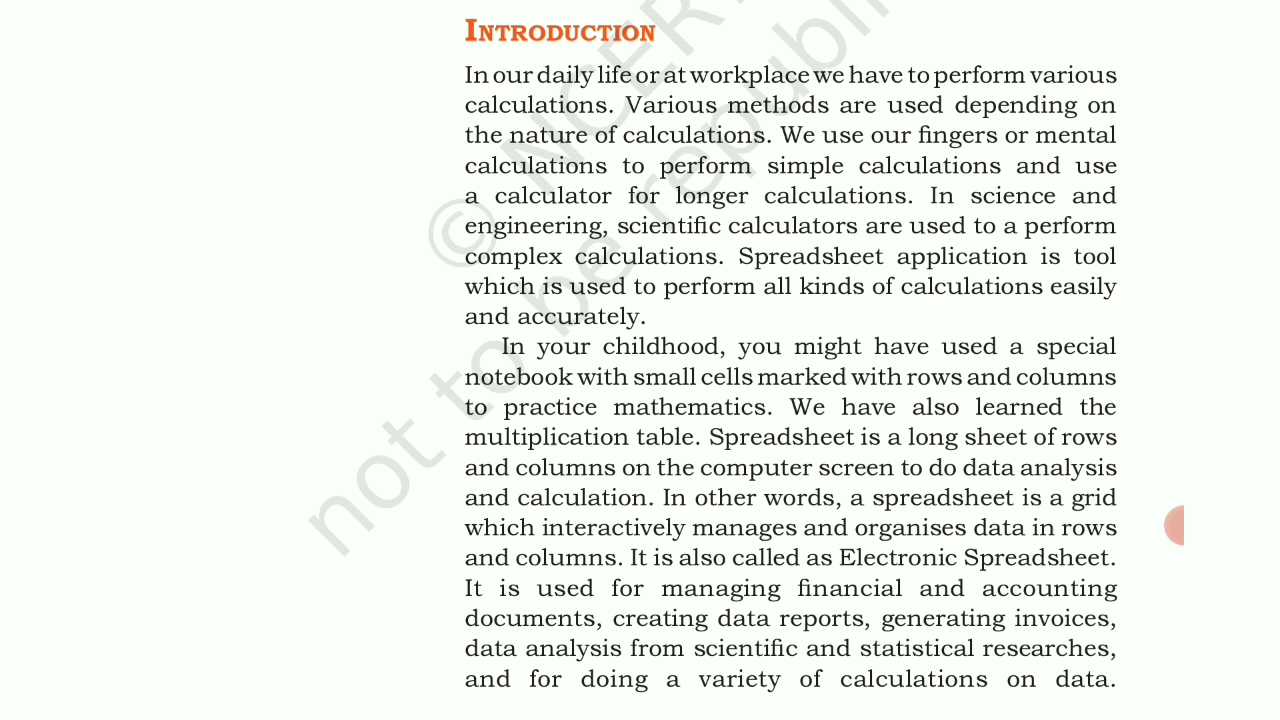 INTRODUCTION
In our daily life or at workplace we have to perform various
calculations. Various methods are used depending on
the nature of calculations. We use our fingers or mental
calculations to perform simple calculations and use
a calculator for longer calculations. In science and
engineering, scientific calculators are used to a perform
complex calculations. Spreadsheet application is tool
which is used to perform all kinds of calculations easily
and accurately.
In your childhood, you might have used a special
notebook with small cells marked with rows and columns
to practice mathematics. We have also learned the
multiplication table. Spreadsheet is a long sheet of rows
and columns on the computer screen to do data analysis
and calculation. In other words, a spreadsheet is a grid
which interactively manages and organises data in rows
and columns. It is also called as Electronic Spreadsheet.
It is used for managing financial and accounting
documents, creating data reports, generating invoices,
data analysis from scientific and statistical researches,
and for doing a variety of calculations on data.
© NCER
not to be republi